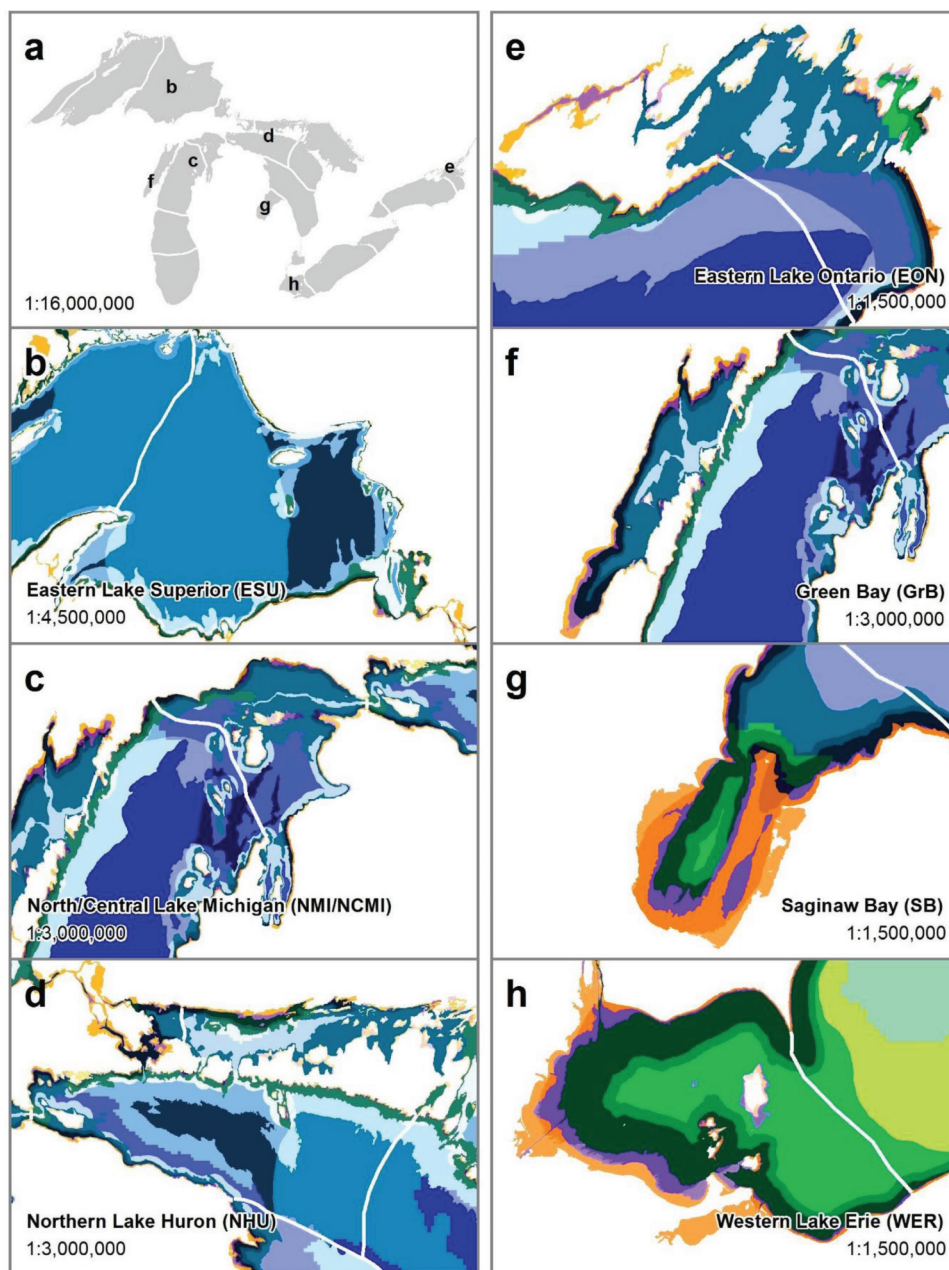 a
b
d
c
e
f
g
h
1:16,000,000
b
Eastern Lake Superior (ESU)
1:4,500,000
c
North/Central Lake Michigan (NMI/NCMI)
1:3,000,000
d
Northern Lake Huron (NHU)
1:3,000,000
e
Eastern Lake Ontario (EON)
1:1,500,000
f
Green Bay (GrB)
1:3,000,000
g
Saginaw Bay (SB)
1:1,500,000
h
Western Lake Erie (WER)
1:1,500,000